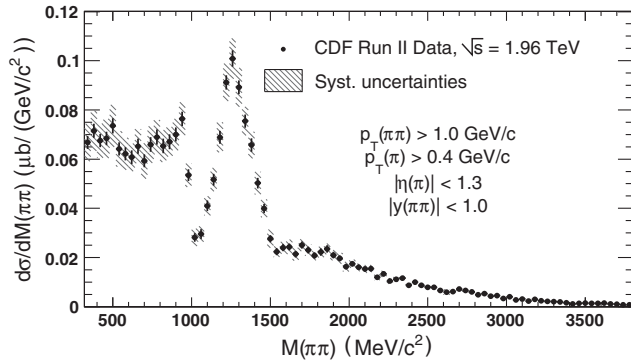 0.12
0.1
0.08
0.06
0.04
0.02
0
dσ/dM(ππ) (μb/ (GeV/c²))
CDF Run II Data, √s = 1.96 TeV
Syst. uncertainties
p_T(ππ) > 1.0 GeV/c
p_T(π) > 0.4 GeV/c
|η(π)| < 1.3
|y(ππ)| < 1.0
500 1000 1500 2000 2500 3000 3500
M(ππ) (MeV/c²)